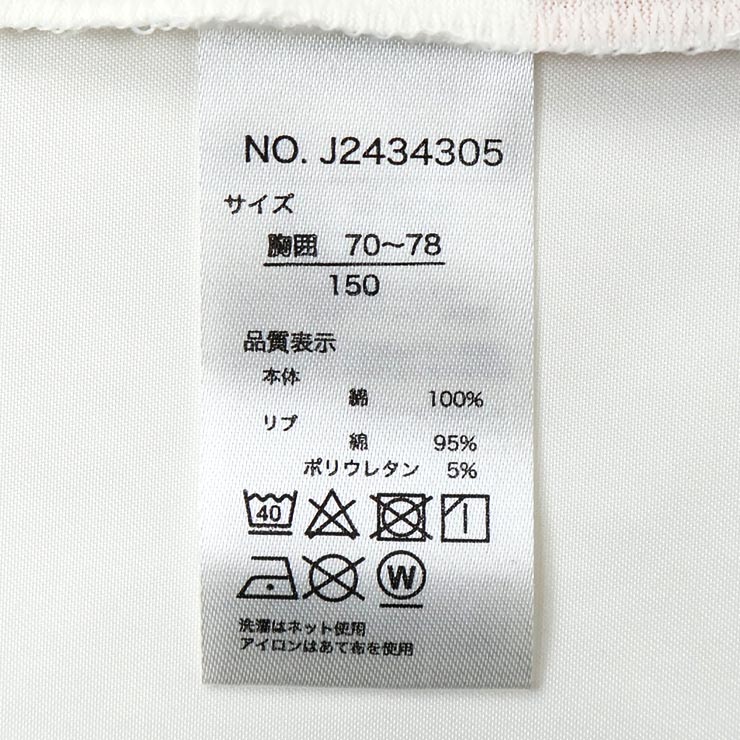 NO. J2434305
サイズ
胸囲 70〜78
150
品質表示
本体
綿 100%
リブ
綿 95%
ポリウレタン 5%
40
W
洗濯はネット使用
アイロンはあて布を使用